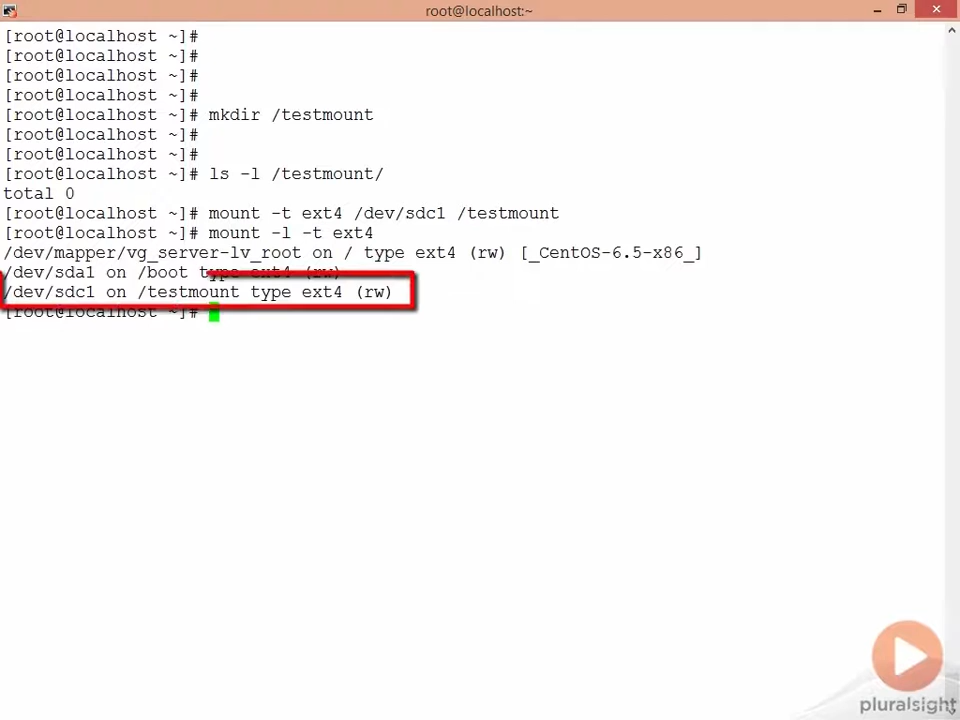 root@localhost:~
[root@localhost ~]#
[root@localhost ~]#
[root@localhost ~]#
[root@localhost ~]#
[root@localhost ~]# mkdir /testmount
[root@localhost ~]#
[root@localhost ~]#
[root@localhost ~]# ls -l /testmount/
total 0
[root@localhost ~]# mount -t ext4 /dev/sdc1 /testmount
[root@localhost ~]# mount -l -t ext4
/dev/mapper/vg_server-lv_root on / type ext4 (rw) [_CentOS-6.5-x86_]
/dev/sda1 on /boot type ext4 (rw)
/dev/sdc1 on /testmount type ext4 (rw)
[root@localhost ~]#
pluralsight